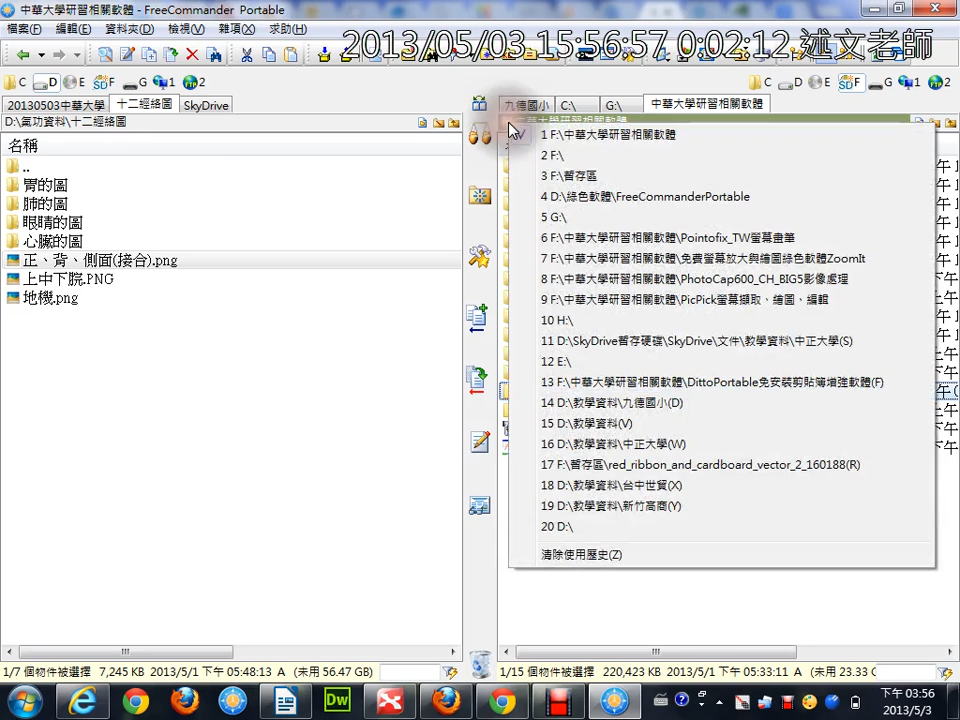 中華大學研習相關軟體 - FreeCommander Portable
檔案(F) 編輯(E) 資料夾(D) 檢視(V) 雜項(X) 求助(H)
2013/05/03 15:56:57 0:02:12 述文老師
C D E F G 1 2
C D E F G 1 2
20130503中華大學 十二經絡圖 SkyDrive
九德國小 C:\ G:\ 中華大學研習相關軟體
D:\氣功資料\十二經絡圖
名稱
..
胃的圖
肺的圖
眼睛的圖
心臟的圖
正、背、側面(接合).png
上中下脘.PNG
地機.png
1 F:\中華大學研習相關軟體
2 F:\
3 F:\暫存區
4 D:\綠色軟體\FreeCommanderPortable
5 G:\
6 F:\中華大學研習相關軟體\Pointofix_TW螢幕畫筆
7 F:\中華大學研習相關軟體\免費螢幕放大與繪圖綠色軟體ZoomIt
8 F:\中華大學研習相關軟體\PhotoCap600_CH_BIG5影像處理
9 F:\中華大學研習相關軟體\PicPick螢幕擷取、繪圖、編輯
10 H:\
11 D:\SkyDrive暫存硬碟\SkyDrive\文件\教學資料\中正大學(S)
12 E:\
13 F:\中華大學研習相關軟體\DittoPortable免安裝剪貼簿增強軟體(F)
14 D:\教學資料\九德國小(D)
15 D:\教學資料(V)
16 D:\教學資料\中正大學(W)
17 F:\暫存區\red_ribbon_and_cardboard_vector_2_160188(R)
18 D:\教學資料\台中世貿(X)
19 D:\教學資料\新竹高商(Y)
20 D:\
清除使用歷史(Z)
1/7 個物件被選擇 7,245 KB 2013/5/1 下午 05:48:13 A (未用 56.47 GB)
1/15 個物件被選擇 220,423 KB 2013/5/1 下午 05:33:11 A (未用 23.33 G
下午 03:56
2013/5/3